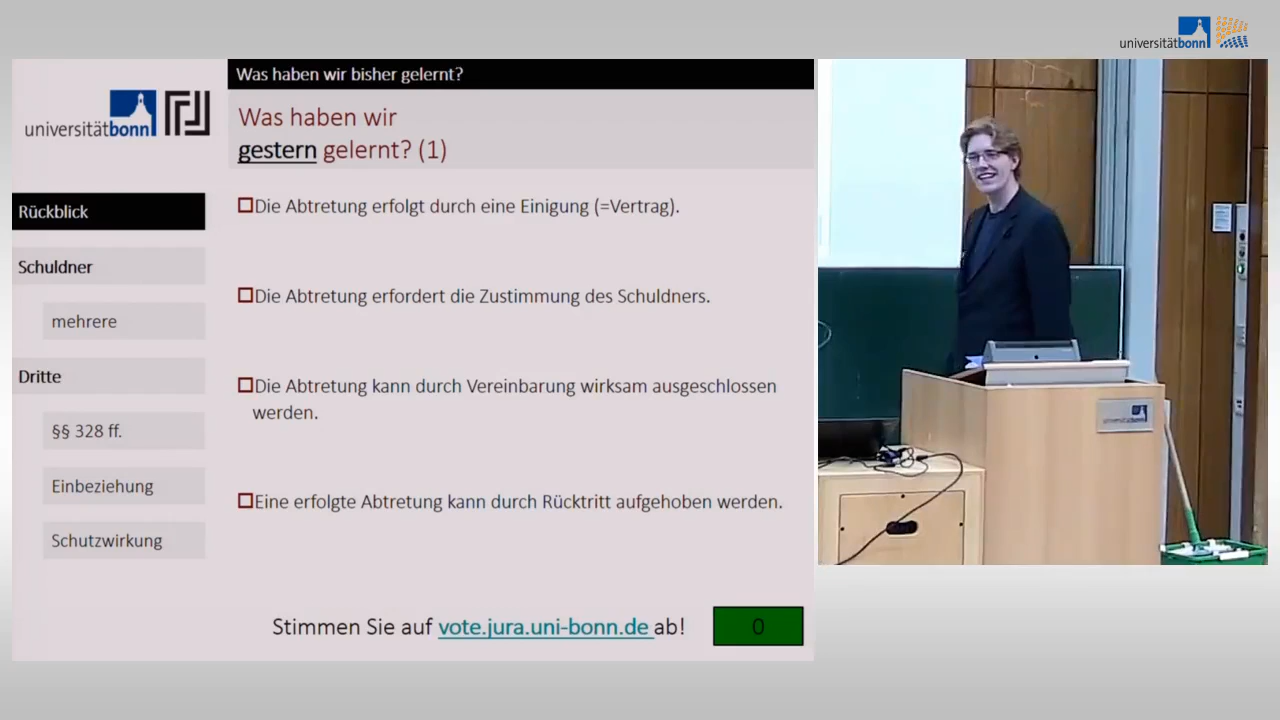 universitätbonn
Was haben wir bisher gelernt?
universitätbonn
Was haben wir
gestern gelernt? (1)
Rückblick
Schuldner
mehrere
Dritte
§§ 328 ff.
Einbeziehung
Schutzwirkung
Die Abtretung erfolgt durch eine Einigung (=Vertrag).
Die Abtretung erfordert die Zustimmung des Schuldners.
Die Abtretung kann durch Vereinbarung wirksam ausgeschlossen
werden.
Eine erfolgte Abtretung kann durch Rücktritt aufgehoben werden.
Stimmen Sie auf vote.jura.uni-bonn.de ab!
0
universitätbonn